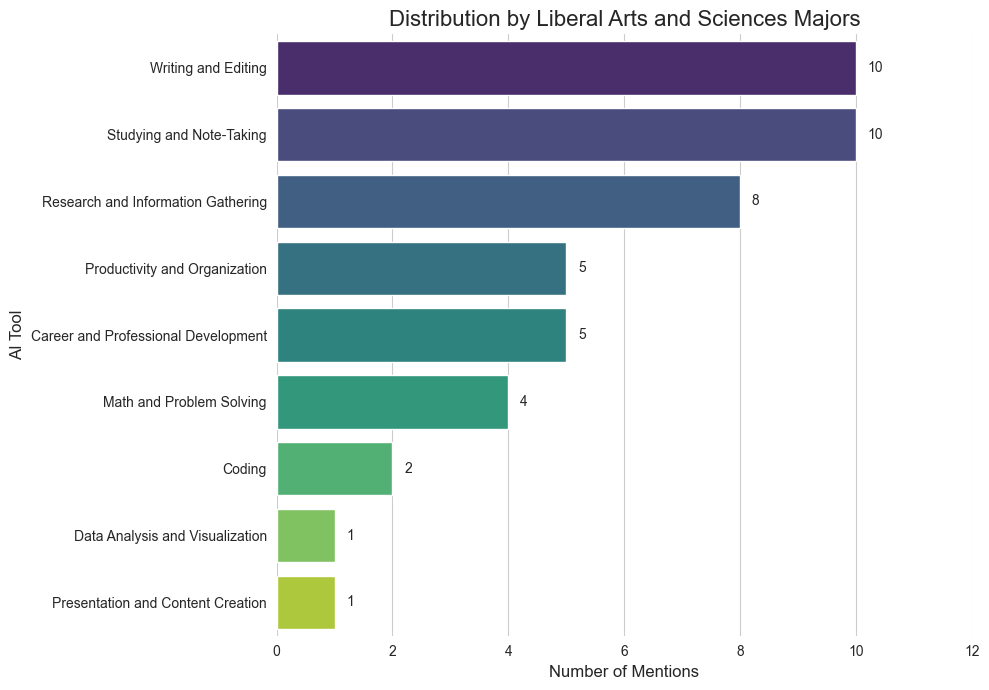 Distribution by Liberal Arts and Sciences Majors
AI Tool
Writing and Editing 10
Studying and Note-Taking 10
Research and Information Gathering 8
Productivity and Organization 5
Career and Professional Development 5
Math and Problem Solving 4
Coding 2
Data Analysis and Visualization 1
Presentation and Content Creation 1
0 2 4 6 8 10 12
Number of Mentions